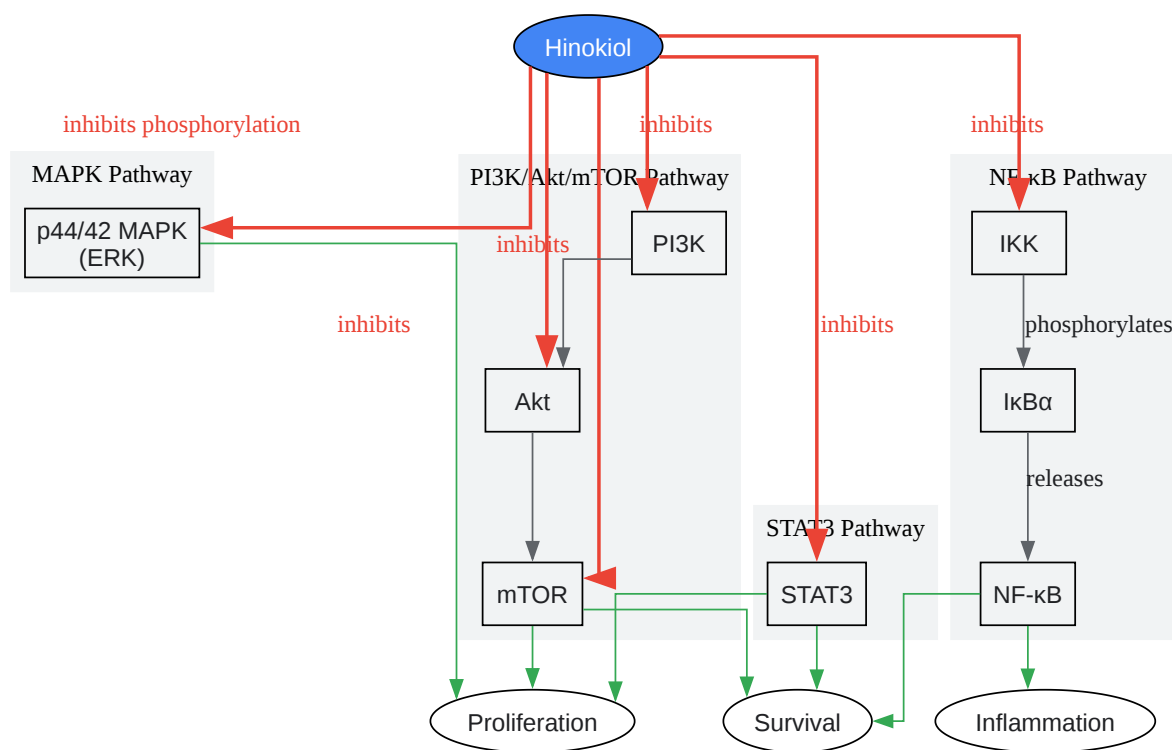 Hinokiol
inhibits phosphorylation
inhibits
inhibits
MAPK Pathway
PI3K/Akt/mTOR Pathway
NF-κB Pathway
p44/42 MAPK
(ERK)
inhibits
PI3K
IKK
inhibits
inhibits
phosphorylates
Akt
IκBα
releases
STAT3 Pathway
mTOR
STAT3
NF-κB
Proliferation
Survival
Inflammation